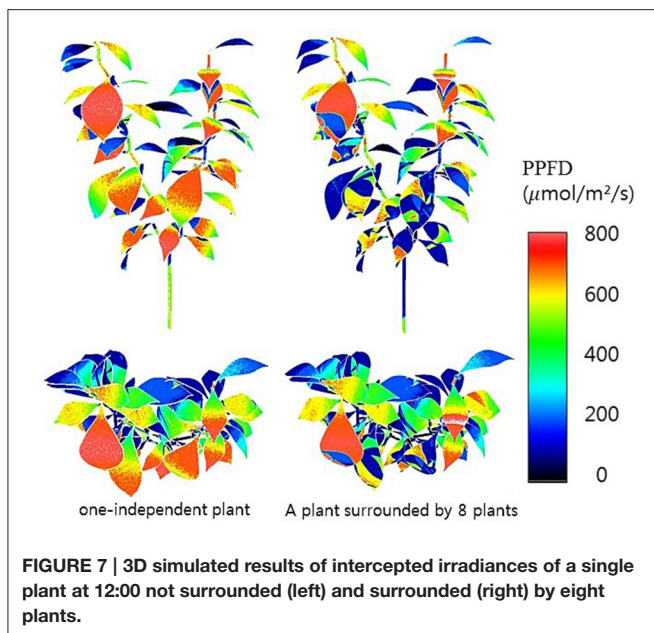 PPFD
(μmol/m²/s)
800
600
400
200
0
one-independent plant
A plant surrounded by 8 plants
FIGURE 7 | 3D simulated results of intercepted irradiances of a single
plant at 12:00 not surrounded (left) and surrounded (right) by eight
plants.